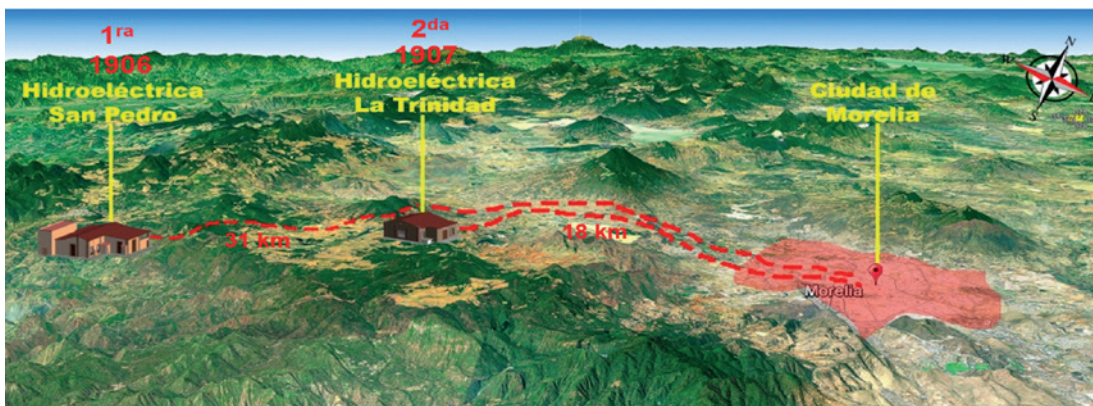 1ra
1906
Hidroeléctrica
San Pedro
2da
1907
Hidroeléctrica
La Trinidad
Ciudad de
Morelia
N
S
31 km
18 km
Morelia